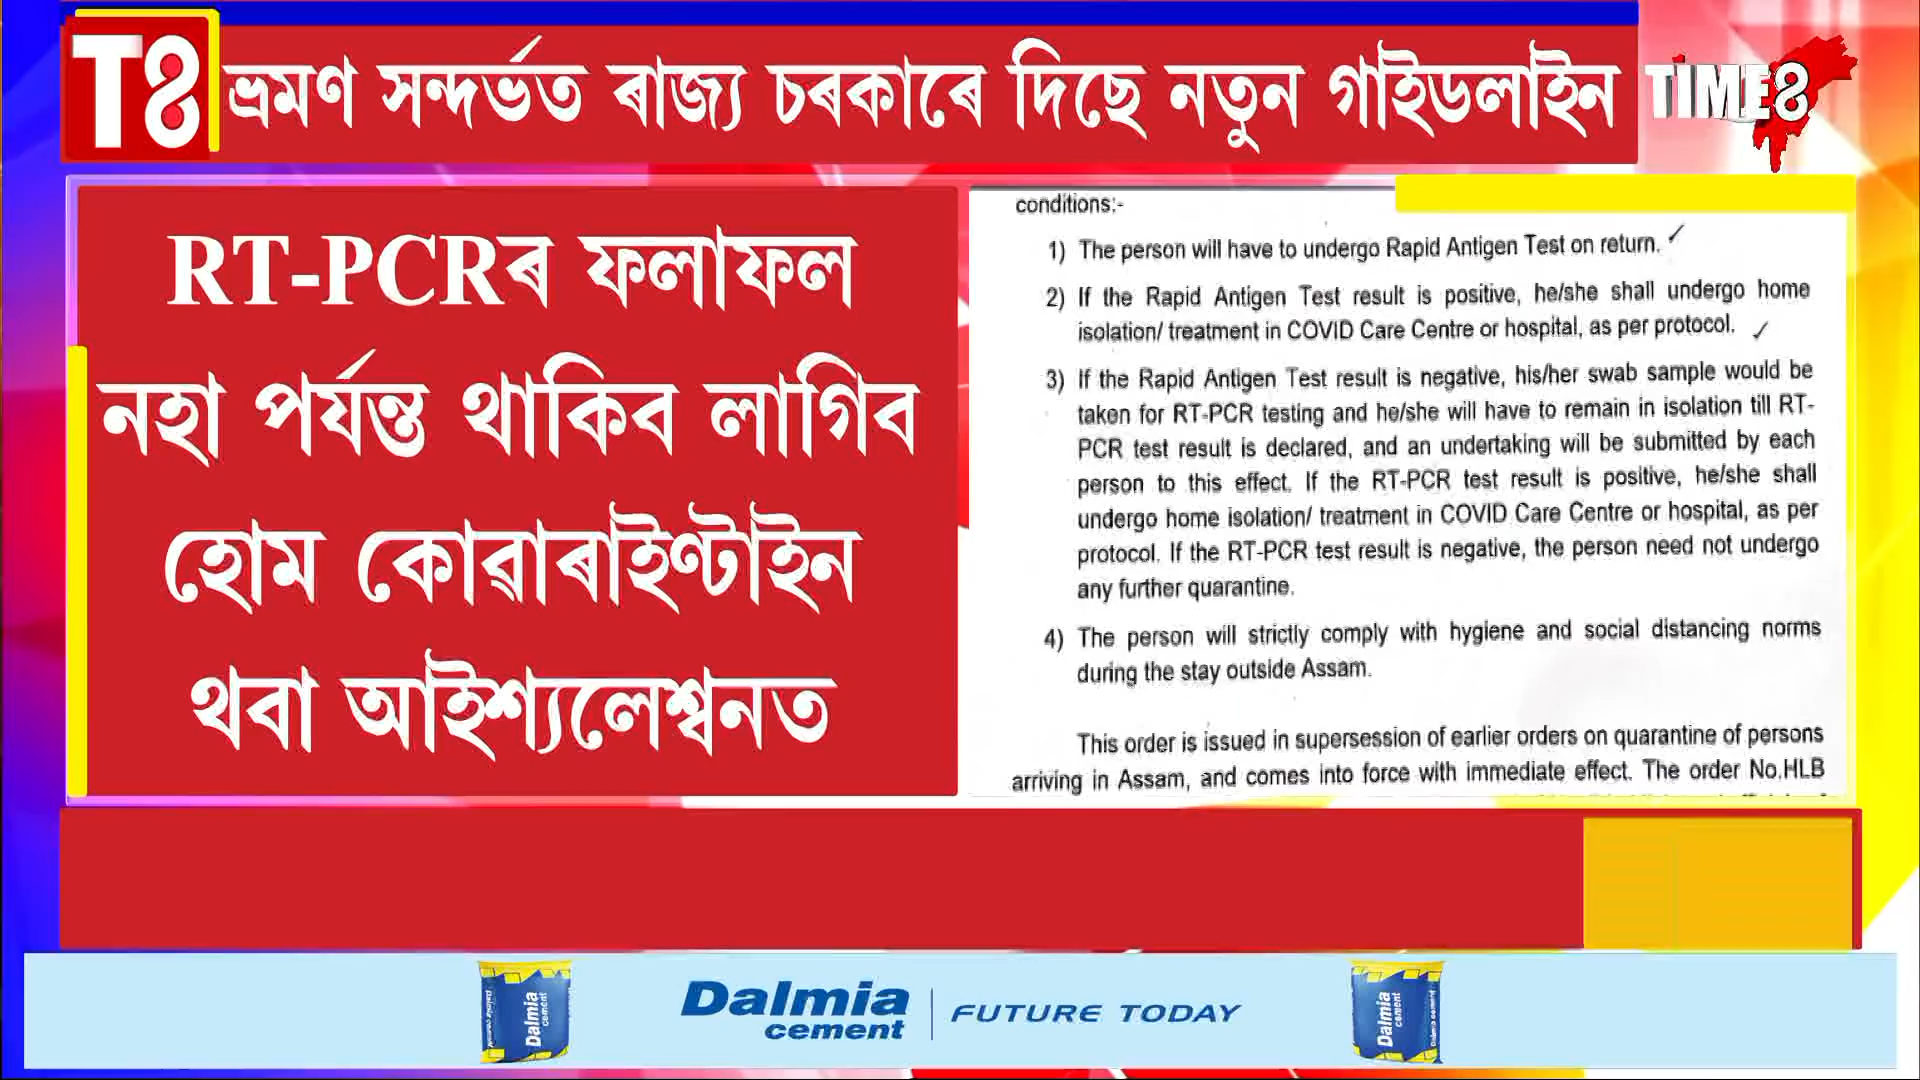 T8
ভ্ৰমণ সন্দৰ্ভত ৰাজ্য চৰকাৰে দিছে নতুন গাইডলাইন
TIME8
RT-PCRৰ ফলাফল
নহা পৰ্যন্ত থাকিব লাগিব
হোম কোৱাৰাইণ্টাইন
থবা আইশ্যলেশ্বনত
conditions:-
1) The person will have to undergo Rapid Antigen Test on return.
2) If the Rapid Antigen Test result is positive, he/she shall undergo home
isolation/ treatment in COVID Care Centre or hospital, as per protocol.
3) If the Rapid Antigen Test result is negative, his/her swab sample would be
taken for RT-PCR testing and he/she will have to remain in isolation till RT-
PCR test result is declared, and an undertaking will be submitted by each
person to this effect. If the RT-PCR test result is positive, he/she shall
undergo home isolation/ treatment in COVID Care Centre or hospital, as per
protocol. If the RT-PCR test result is negative, the person need not undergo
any further quarantine.
4) The person will strictly comply with hygiene and social distancing norms
during the stay outside Assam.
This order is issued in supersession of earlier orders on quarantine of persons
arriving in Assam, and comes into force with immediate effect. The order No.HLB
Dalmia
cement
Dalmia
cement
FUTURE TODAY
Dalmia
cement